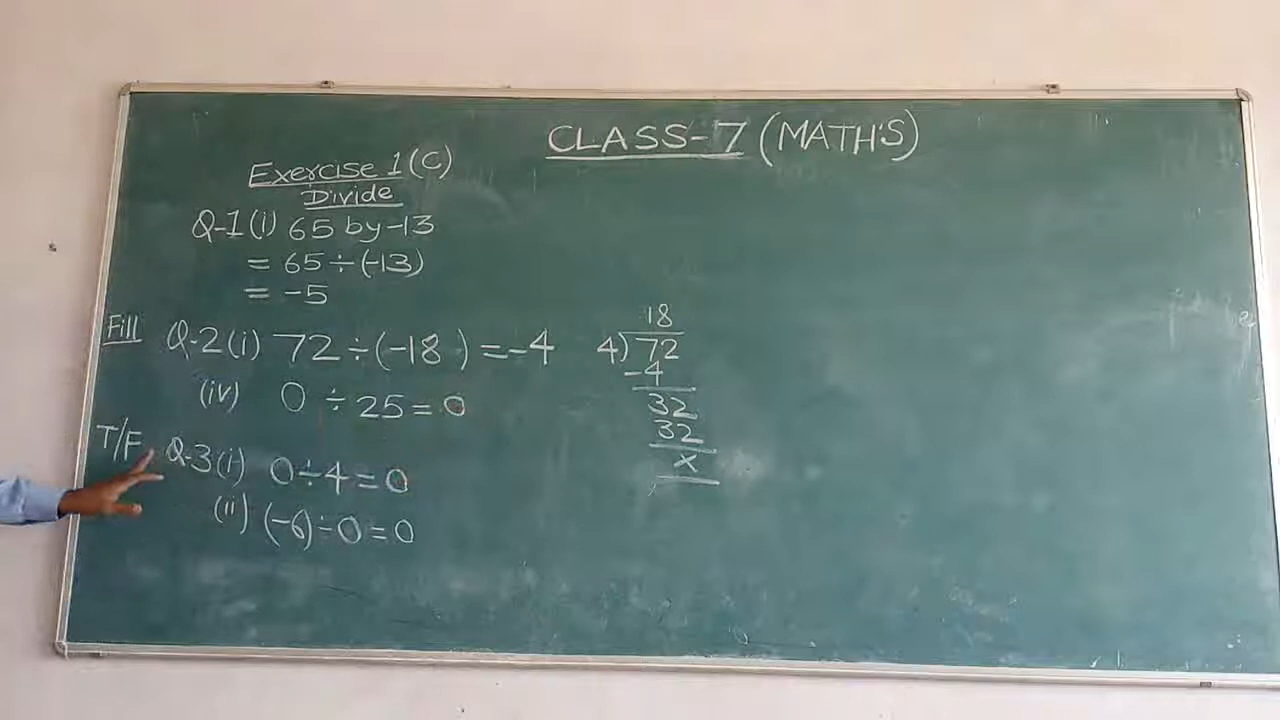 CLASS-7 (MATH'S)
Exercise 1(C)
Divide
Q-1(i) 65 by -13
= 65 ÷ (-13)
= -5
Fill Q-2(i) 72 ÷ (-18) = -4
(iv) 0 ÷ 25 = 0
T/F Q-3(i) 0 ÷ 4 = 0
(ii) (-6) ÷ 0 = 0
18
4) 72
-4
32
32
x